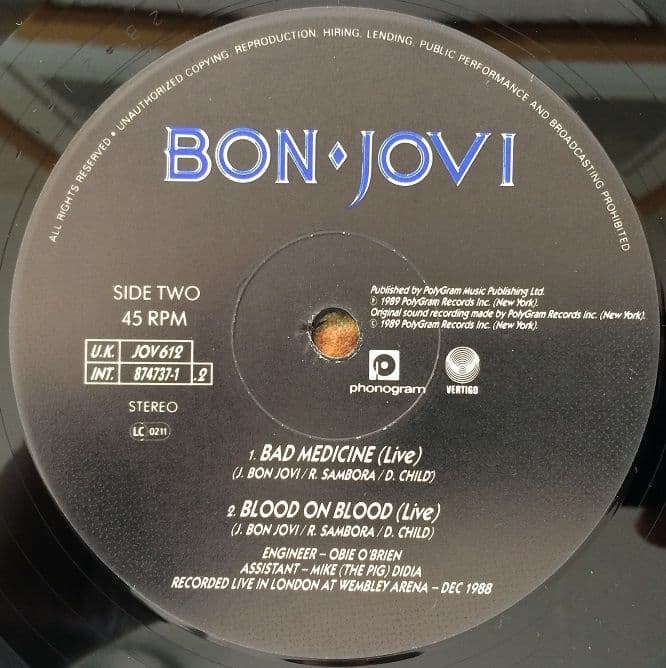 ALL RIGHTS RESERVED • UNAUTHORIZED COPYING, REPRODUCTION, HIRING, LENDING, PUBLIC PERFORMANCE AND BROADCASTING PROHIBITED
BON♦JOVI
SIDE TWO
45 RPM
U.K. JOV612
INT. 874737-1 .2
STEREO
LC 0211
Published by PolyGram Music Publishing Ltd.
℗ 1989 PolyGram Records Inc. (New York).
Original sound recording made by PolyGram Records Inc. (New York).
© 1989 PolyGram Records Inc. (New York).
phonogram
VERTIGO
1. BAD MEDICINE (Live)
(J. BON JOVI / R. SAMBORA / D. CHILD)
2. BLOOD ON BLOOD (Live)
(J. BON JOVI / R. SAMBORA / D. CHILD)
ENGINEER – OBIE O'BRIEN
ASSISTANT – MIKE (THE PIG) DIDIA
RECORDED LIVE IN LONDON AT WEMBLEY ARENA – DEC 1988